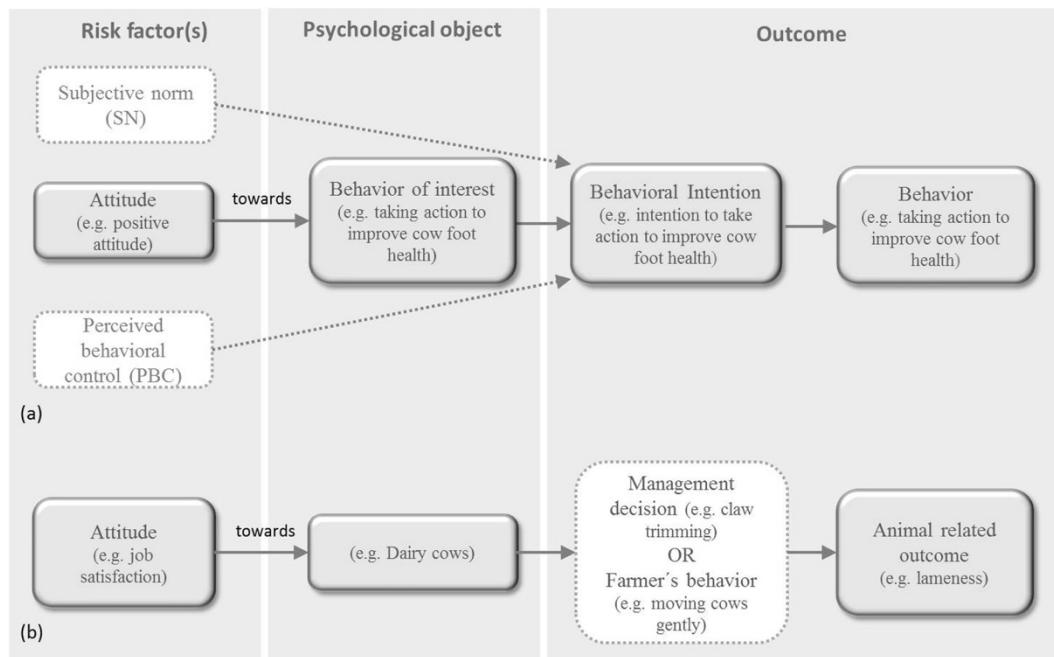 Risk factor(s)
Psychological object
Outcome
Subjective norm
(SN)
Attitude
(e.g. positive
attitude)
towards
Behavior of interest
(e.g. taking action to
improve cow foot
health)
Behavioral Intention
(e.g. intention to take
action to improve cow
foot health)
Behavior
(e.g. taking action to
improve cow foot
health)
Perceived
behavioral
control (PBC)
(a)
Attitude
(e.g. job
satisfaction)
towards
(e.g. Dairy cows)
Management
decision (e.g. claw
trimming)
OR
Farmer´s behavior
(e.g. moving cows
gently)
Animal related
outcome
(e.g. lameness)
(b)